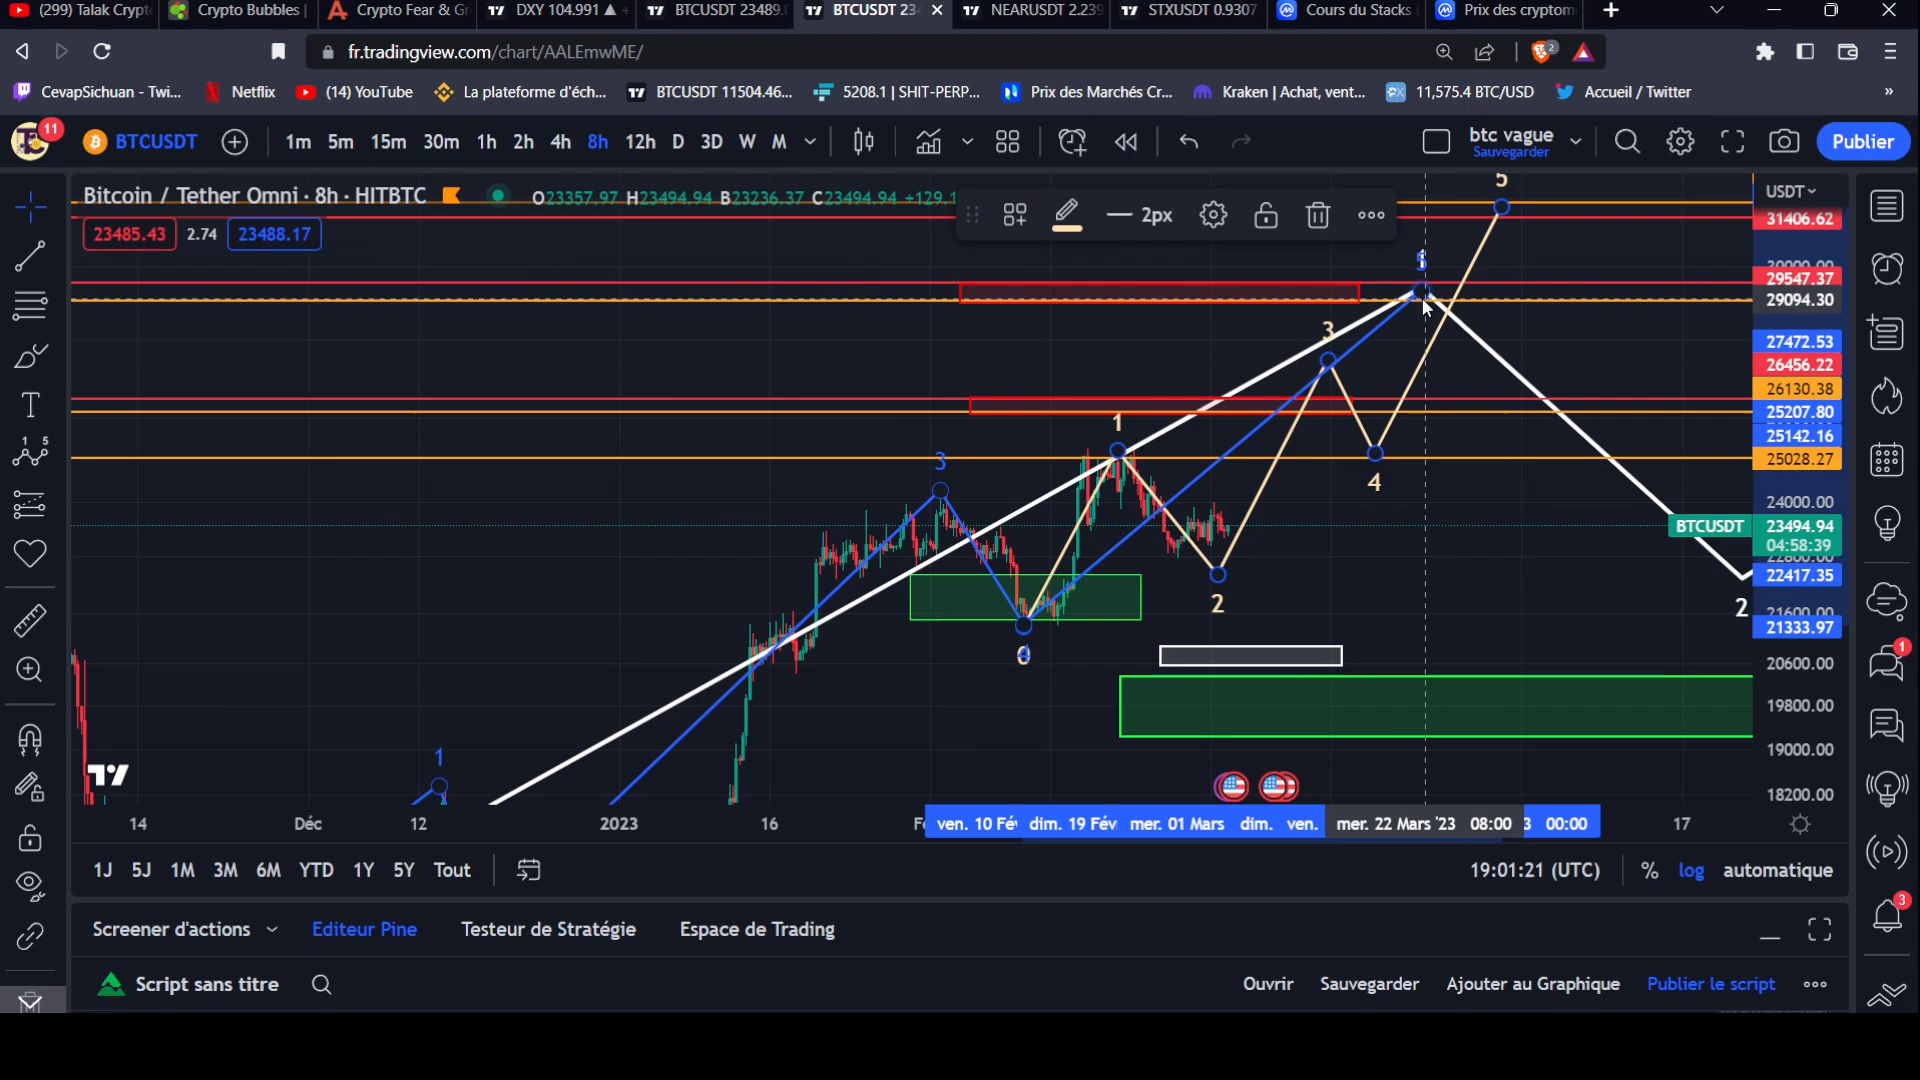 (299) Talak Crypt Crypto Bubbles | Crypto Fear & Gr DXY 104.991 ▲ + BTCUSDT 23489. BTCUSDT 23 NEARUSDT 2.239 STXUSDT 0.9307 Cours du Stacks Prix des cryptom
fr.tradingview.com/chart/AALEmwME/ 2
CevapSichuan - Twi... Netflix (14) YouTube La plateforme d'éch... BTCUSDT 11504.46... 5208.1 | SHIT-PERP... Prix des Marchés Cr... Kraken | Achat, vent... 11,575.4 BTC/USD Accueil / Twitter »
11 BTCUSDT 1m 5m 15m 30m 1h 2h 4h 8h 12h D 3D W M btc vague Sauvegarder Publier
Bitcoin / Tether Omni · 8h · HITBTC O23357.97 H23494.94 B23236.37 C23494.94 +129.1
23485.43 2.74 23488.17
2px
USDT
31406.62
29547.37
29094.30
27472.53
26456.22
26130.38
25207.80
25142.16
25028.27
24000.00
BTCUSDT 23494.94
04:58:39
22417.35
21333.97
20600.00
19800.00
19000.00
18200.00
5
3
1
3
4
2
2
1
14 Déc 12 2023 16 ven. 10 Fév dim. 19 Fév mer. 01 Mars dim. ven. mer. 22 Mars '23 08:00 3 00:00 17
1J 5J 1M 3M 6M YTD 1Y 5Y Tout 19:01:21 (UTC) % log automatique
Screener d'actions Editeur Pine Testeur de Stratégie Espace de Trading
Script sans titre Ouvrir Sauvegarder Ajouter au Graphique Publier le script
1
3